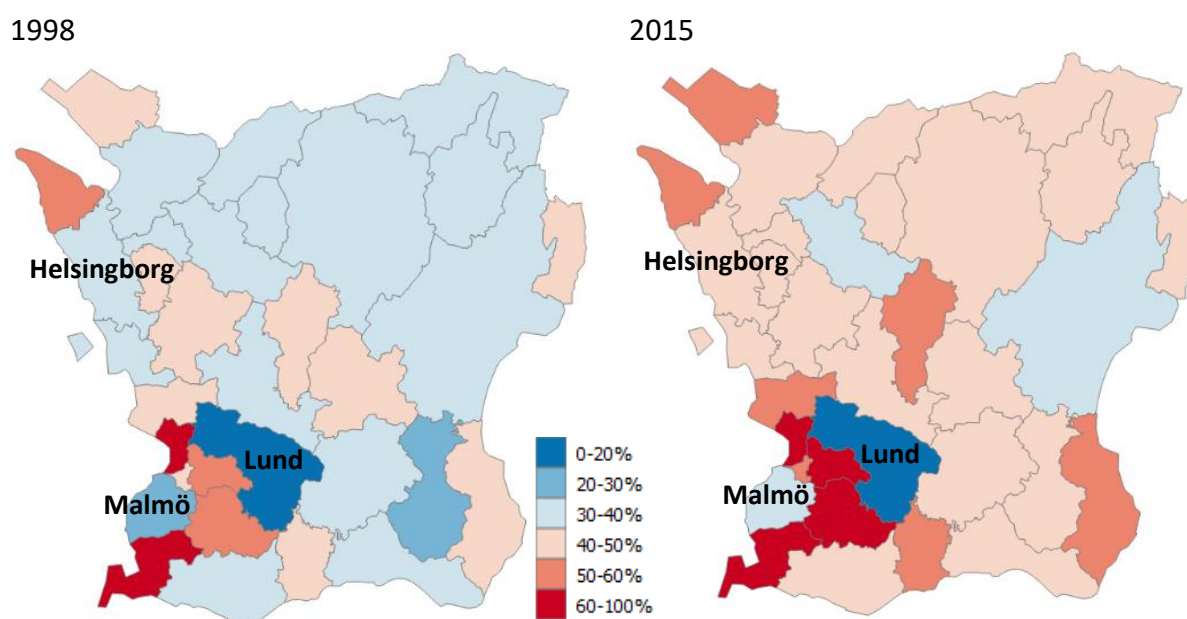 1998
2015
Helsingborg
Lund
Malmö
0-20%
20-30%
30-40%
40-50%
50-60%
60-100%
Helsingborg
Lund
Malmö